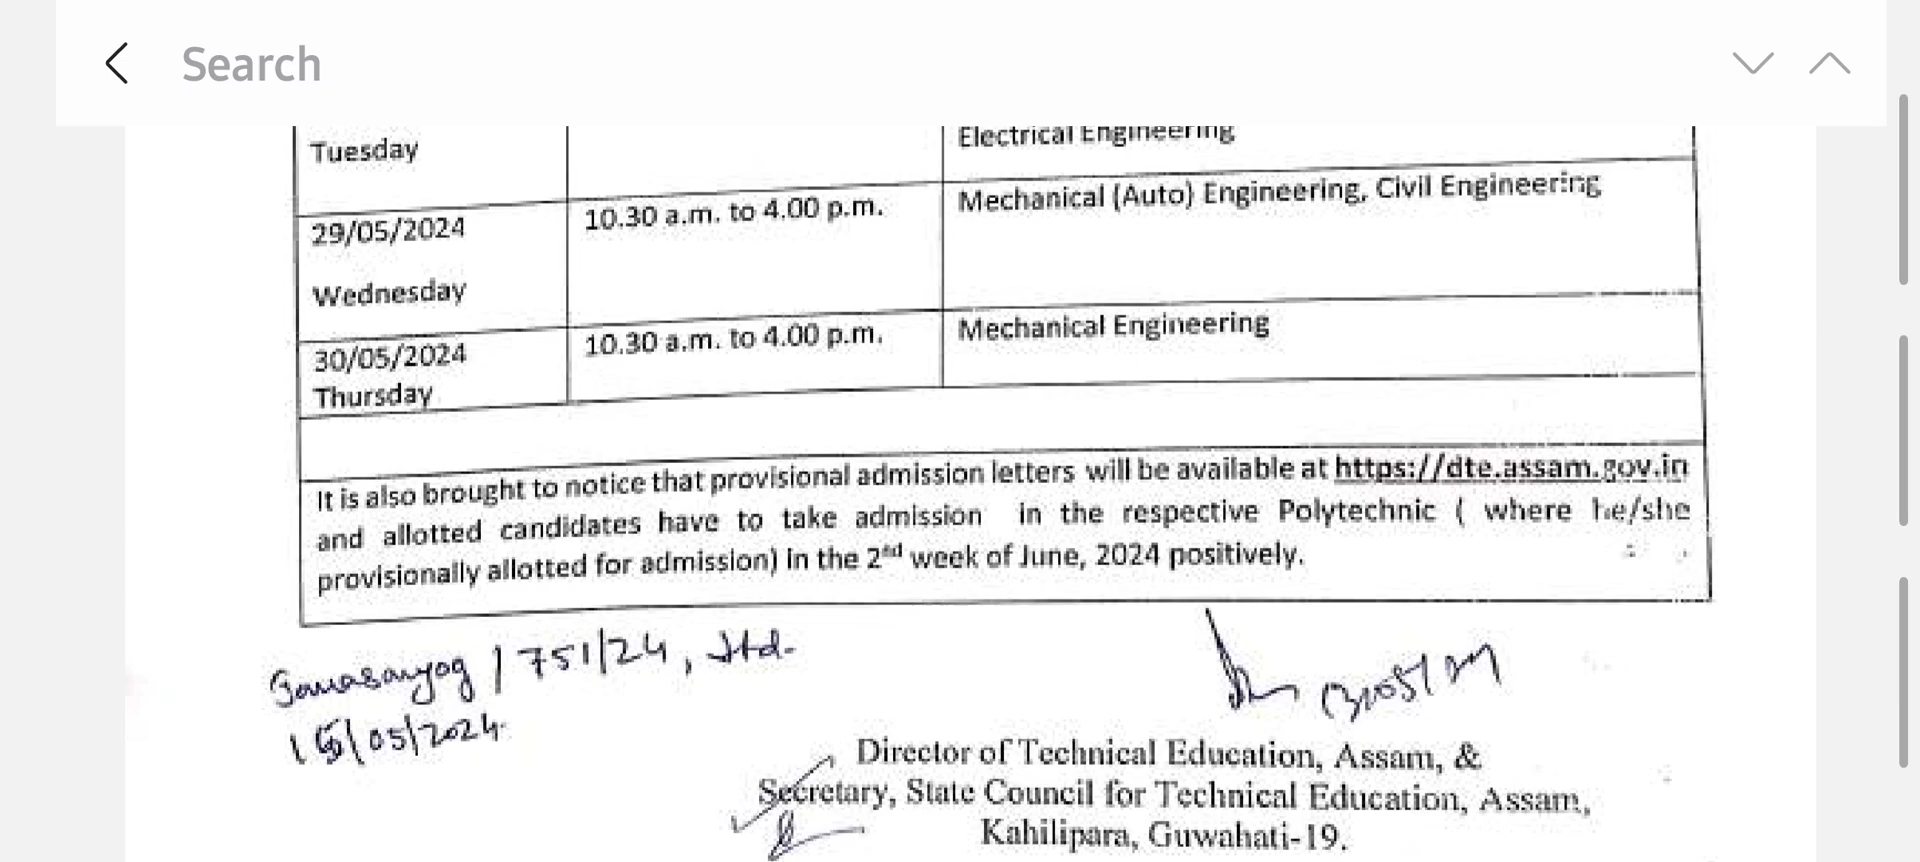 Search
Tuesday
Electrical Engineering
29/05/2024
Wednesday
10.30 a.m. to 4.00 p.m.
Mechanical (Auto) Engineering, Civil Engineering
30/05/2024
Thursday
10.30 a.m. to 4.00 p.m.
Mechanical Engineering
It is also brought to notice that provisional admission letters will be available at https://dte.assam.gov.in
and allotted candidates have to take admission in the respective Polytechnic ( where he/she
provisionally allotted for admission) in the 2nd week of June, 2024 positively.
Janasanyog / 751/24,
/05/2024
Director of Technical Education, Assam, &
Secretary, State Council for Technical Education, Assam,
Kahilipara, Guwahati-19.